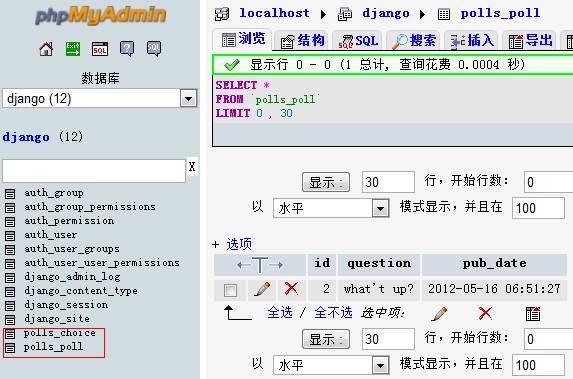 phpMyAdmin
SQL ? SQL
数据库
django (12)
django (12)
X
auth_group
auth_group_permissions
auth_permission
auth_user
auth_user_groups
auth_user_user_permissions
django_admin_log
django_content_type
django_session
django_site
polls_choice
polls_poll
localhost ▸ django ▸ polls_poll
浏览 结构 SQL 搜索 插入 导出
显示行 0 - 0 (1 总计, 查询花费 0.0004 秒)
SELECT *
FROM `polls_poll`
LIMIT 0 , 30
显示: 30 行，开始行数: 0
以 水平 模式显示，并且在 100
+ 选项
←T→ id question pub_date
2 what's up? 2012-05-16 06:51:27
全选 / 全不选 选中项:
显示: 30 行，开始行数: 0
以 水平 模式显示，并且在 100